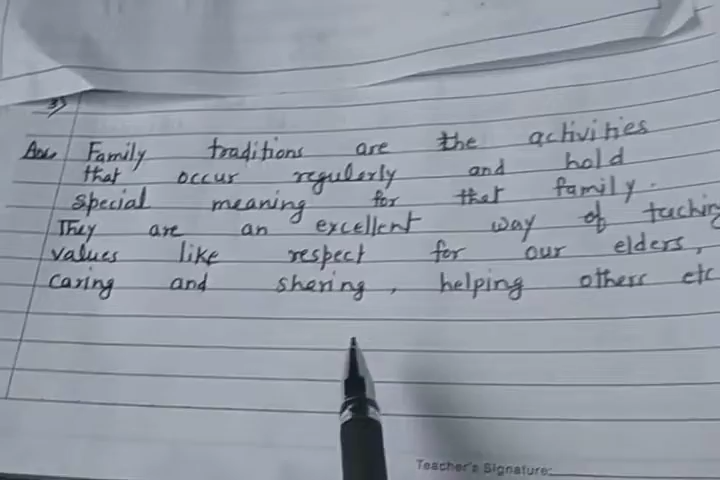 3)
Ans Family traditions are the activities
that occur regularly and hold
special meaning for that family.
They are an excellent way of teaching
values like respect for our elders,
caring and sharing, helping others etc
Teacher's Signature: